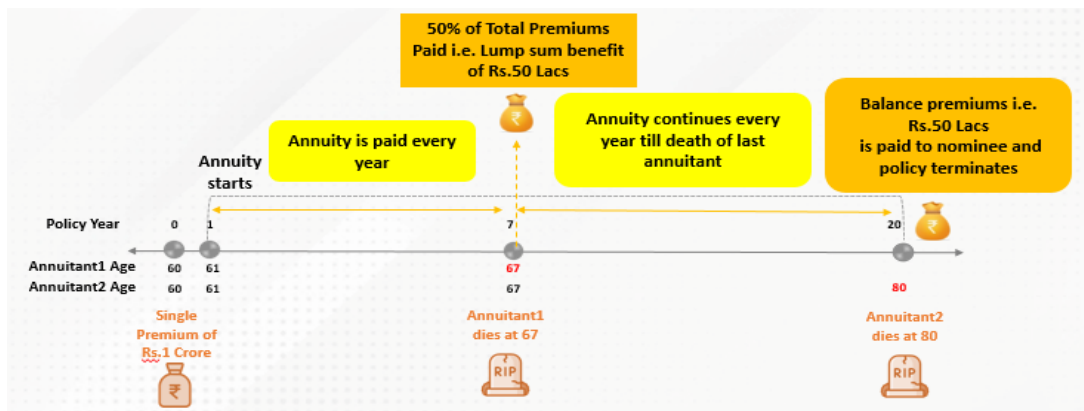 50% of Total Premiums
Paid i.e. Lump sum benefit
of Rs.50 Lacs
Annuity is paid every
year
Annuity continues every
year till death of last
annuitant
Balance premiums i.e.
Rs.50 Lacs
is paid to nominee and
policy terminates
Annuity
starts
Policy Year 0 1 7 20
Annuitant1 Age 60 61 67
Annuitant2 Age 60 61 67 80
Single
Premium of
Rs.1 Crore
₹
Annuitant1
dies at 67
RIP
Annuitant2
dies at 80
RIP
₹
₹